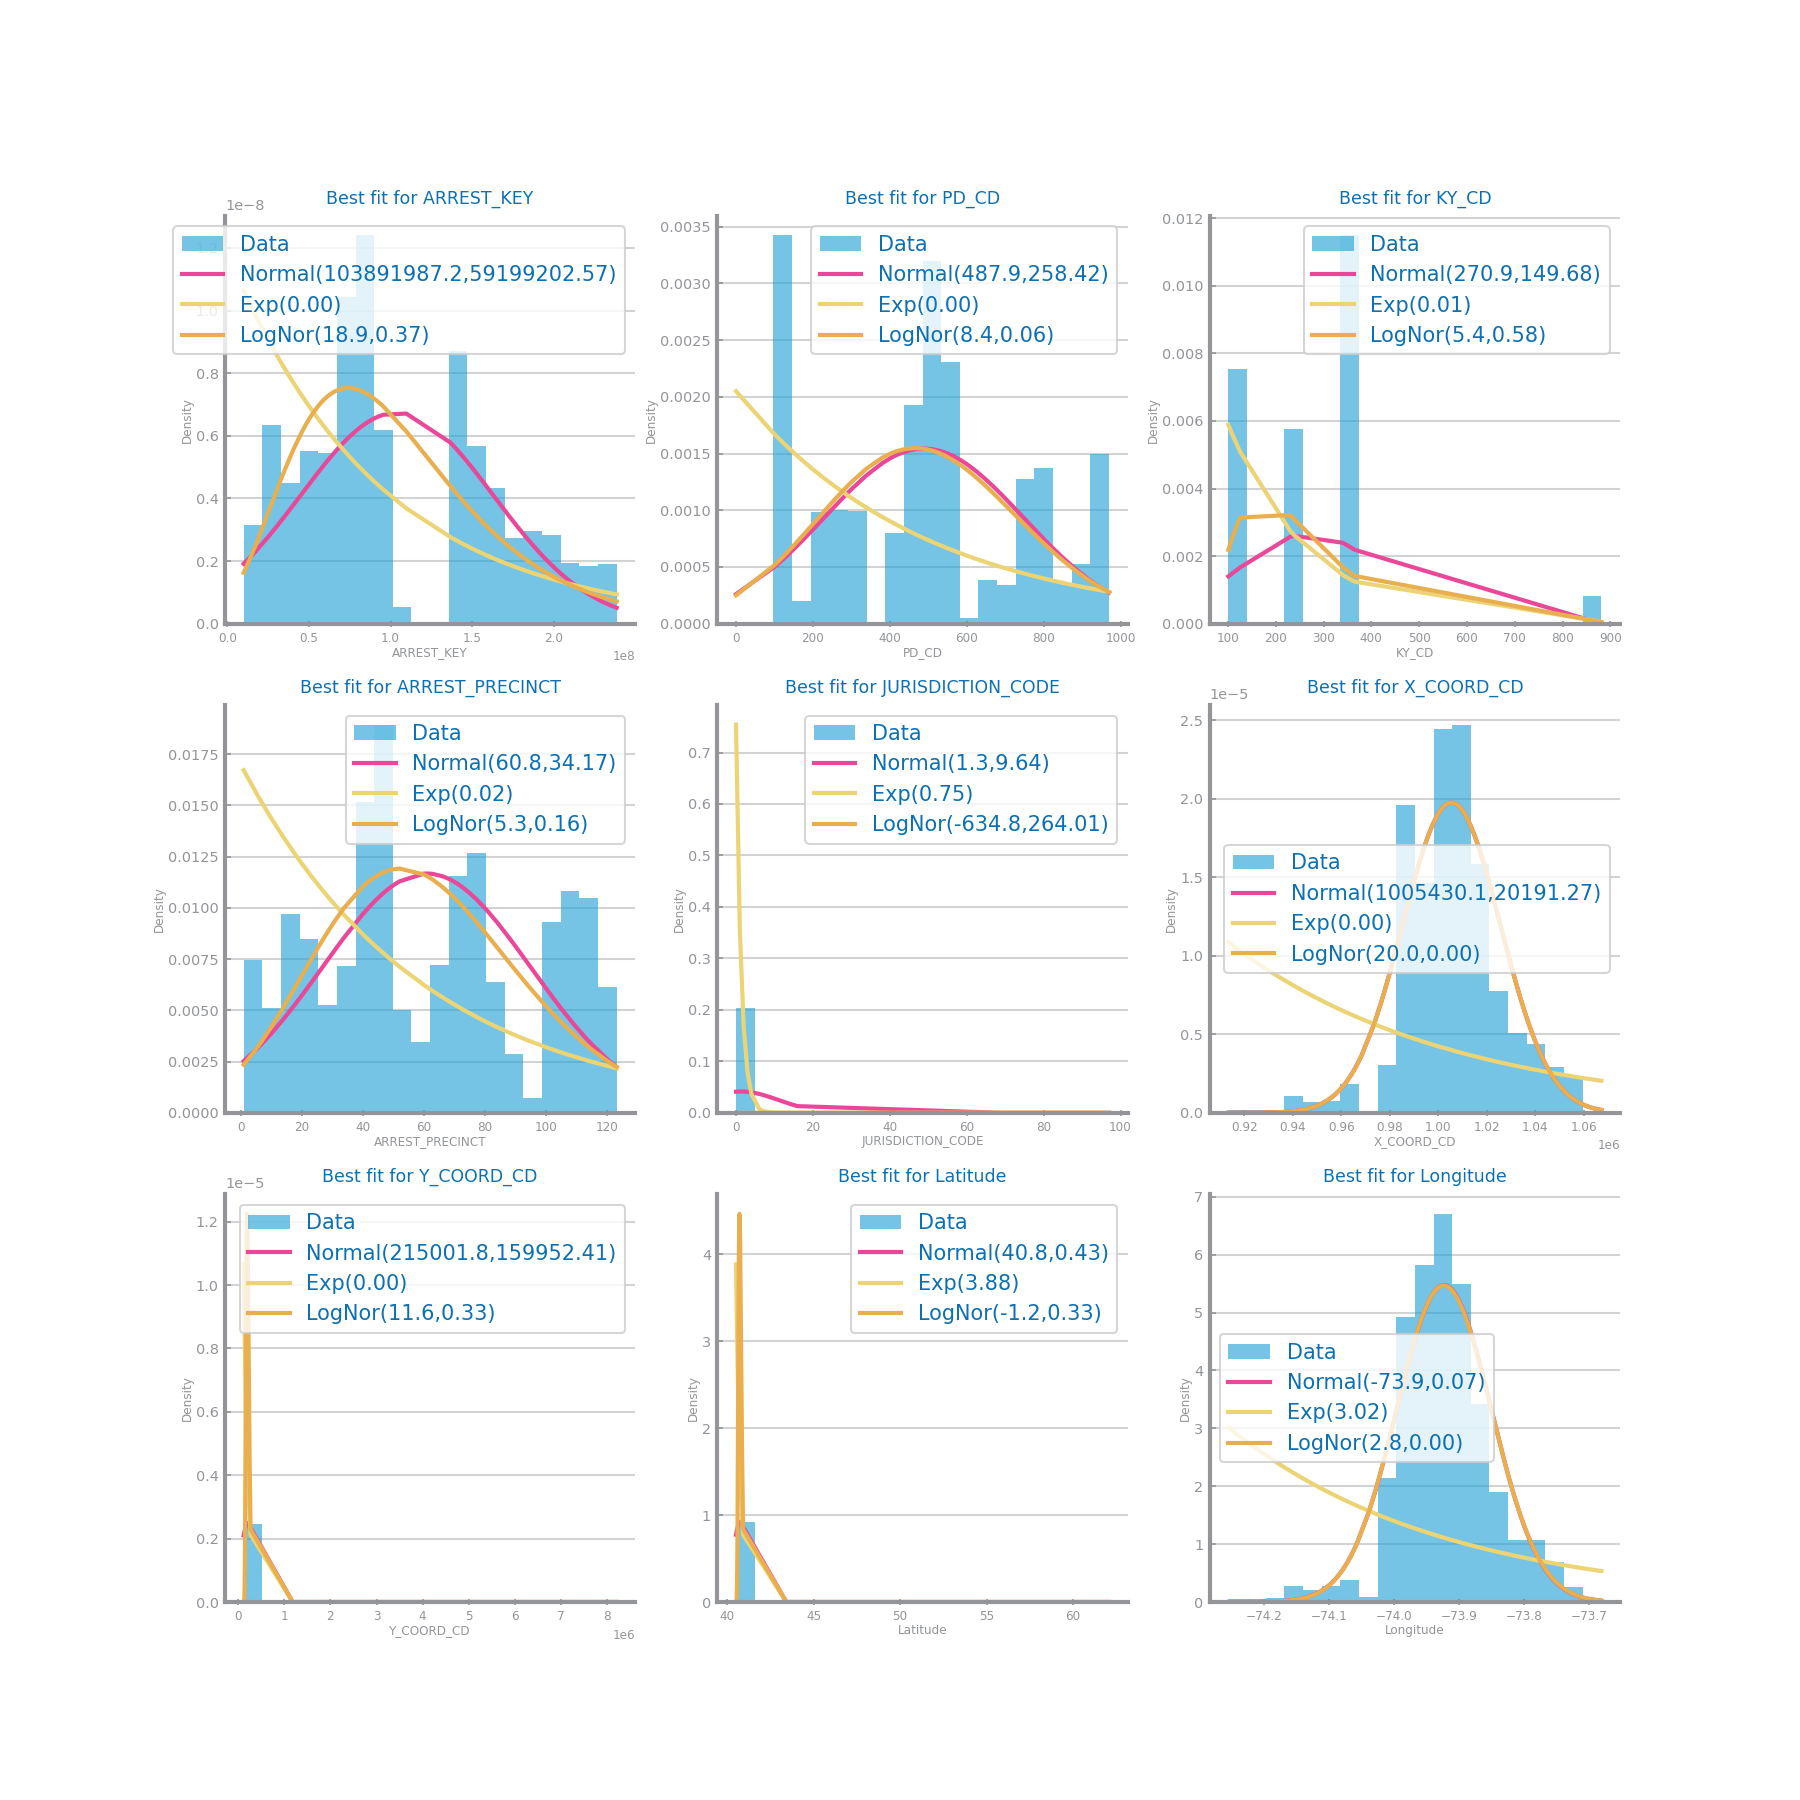 Best fit for ARREST_KEY
1e−8
Data
Normal(103891987.2,59199202.57)
Exp(0.00)
LogNor(18.9,0.37)
Density
1.2
1.0
0.8
0.6
0.4
0.2
0.0
0.0 0.5 1.0 1.5 2.0
ARREST_KEY
1e8
Best fit for PD_CD
Data
Normal(487.9,258.42)
Exp(0.00)
LogNor(8.4,0.06)
Density
0.0035
0.0030
0.0025
0.0020
0.0015
0.0010
0.0005
0.0000
0 200 400 600 800 1000
PD_CD
Best fit for KY_CD
Data
Normal(270.9,149.68)
Exp(0.01)
LogNor(5.4,0.58)
Density
0.012
0.010
0.008
0.006
0.004
0.002
0.000
100 200 300 400 500 600 700 800 900
KY_CD
Best fit for ARREST_PRECINCT
Data
Normal(60.8,34.17)
Exp(0.02)
LogNor(5.3,0.16)
Density
0.0175
0.0150
0.0125
0.0100
0.0075
0.0050
0.0025
0.0000
0 20 40 60 80 100 120
ARREST_PRECINCT
Best fit for JURISDICTION_CODE
Data
Normal(1.3,9.64)
Exp(0.75)
LogNor(-634.8,264.01)
Density
0.7
0.6
0.5
0.4
0.3
0.2
0.1
0.0
0 20 40 60 80 100
JURISDICTION_CODE
Best fit for X_COORD_CD
1e−5
Data
Normal(1005430.1,20191.27)
Exp(0.00)
LogNor(20.0,0.00)
Density
2.5
2.0
1.5
1.0
0.5
0.0
0.92 0.94 0.96 0.98 1.00 1.02 1.04 1.06
X_COORD_CD
1e6
Best fit for Y_COORD_CD
1e−5
Data
Normal(215001.8,159952.41)
Exp(0.00)
LogNor(11.6,0.33)
Density
1.2
1.0
0.8
0.6
0.4
0.2
0.0
0 1 2 3 4 5 6 7 8
Y_COORD_CD
1e6
Best fit for Latitude
Data
Normal(40.8,0.43)
Exp(3.88)
LogNor(-1.2,0.33)
Density
4
3
2
1
0
40 45 50 55 60
Latitude
Best fit for Longitude
Data
Normal(-73.9,0.07)
Exp(3.02)
LogNor(2.8,0.00)
Density
7
6
5
4
3
2
1
0
−74.2 −74.1 −74.0 −73.9 −73.8 −73.7
Longitude